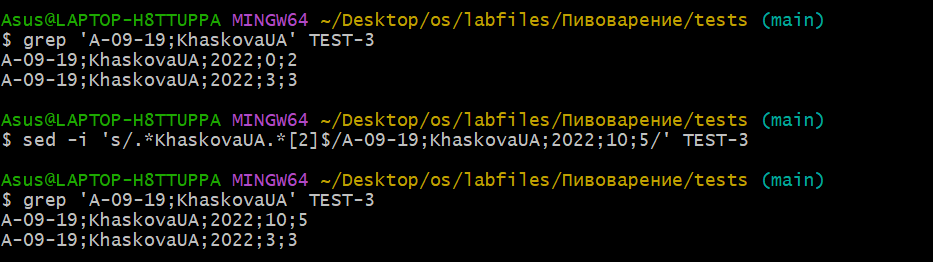 Asus@LAPTOP-H8TTUPPA MINGW64 ~/Desktop/os/labfiles/Пивоварение/tests (main)
$ grep 'A-09-19;KhaskovaUA' TEST-3
A-09-19;KhaskovaUA;2022;0;2
A-09-19;KhaskovaUA;2022;3;3
Asus@LAPTOP-H8TTUPPA MINGW64 ~/Desktop/os/labfiles/Пивоварение/tests (main)
$ sed -i 's/.*KhaskovaUA.*[2]$/A-09-19;KhaskovaUA;2022;10;5/' TEST-3
Asus@LAPTOP-H8TTUPPA MINGW64 ~/Desktop/os/labfiles/Пивоварение/tests (main)
$ grep 'A-09-19;KhaskovaUA' TEST-3
A-09-19;KhaskovaUA;2022;10;5
A-09-19;KhaskovaUA;2022;3;3